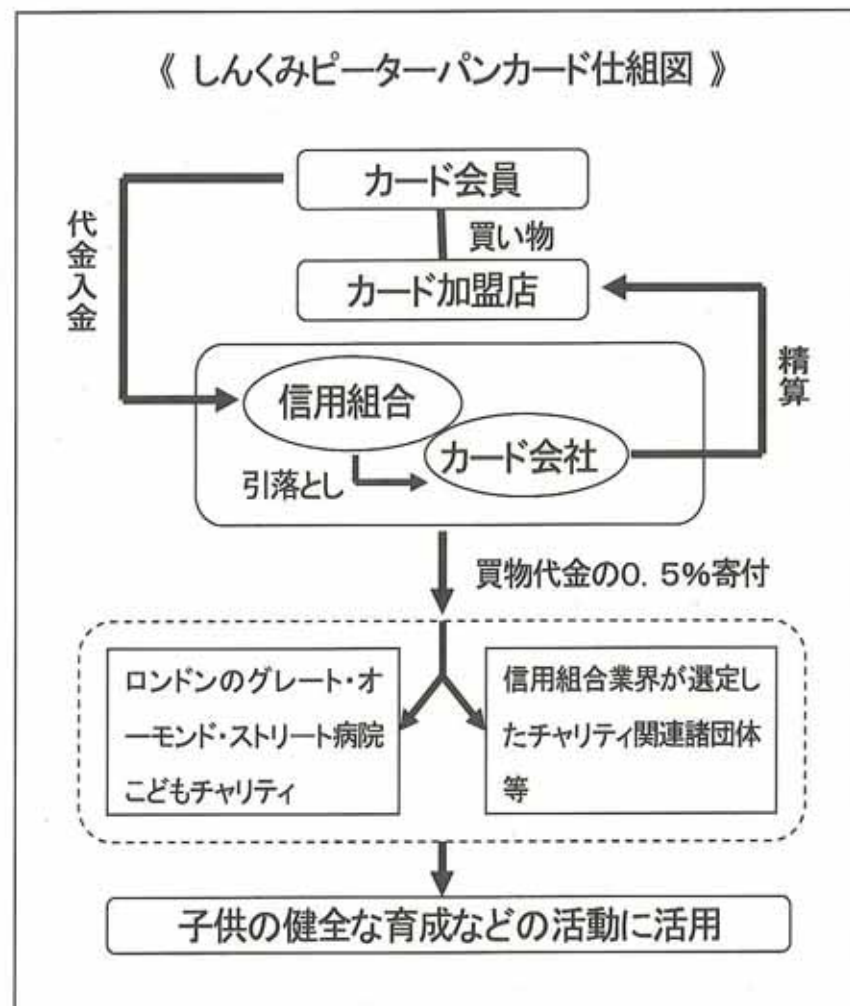 《 しんくみピーターパンカード仕組図 》
カード会員
代金入金
買い物
カード加盟店
精算
信用組合
カード会社
引落とし
買物代金の0.5%寄付
ロンドンのグレート・オ
ーモンド・ストリート病院
こどもチャリティ
信用組合業界が選定し
たチャリティ関連諸団体
等
子供の健全な育成などの活動に活用